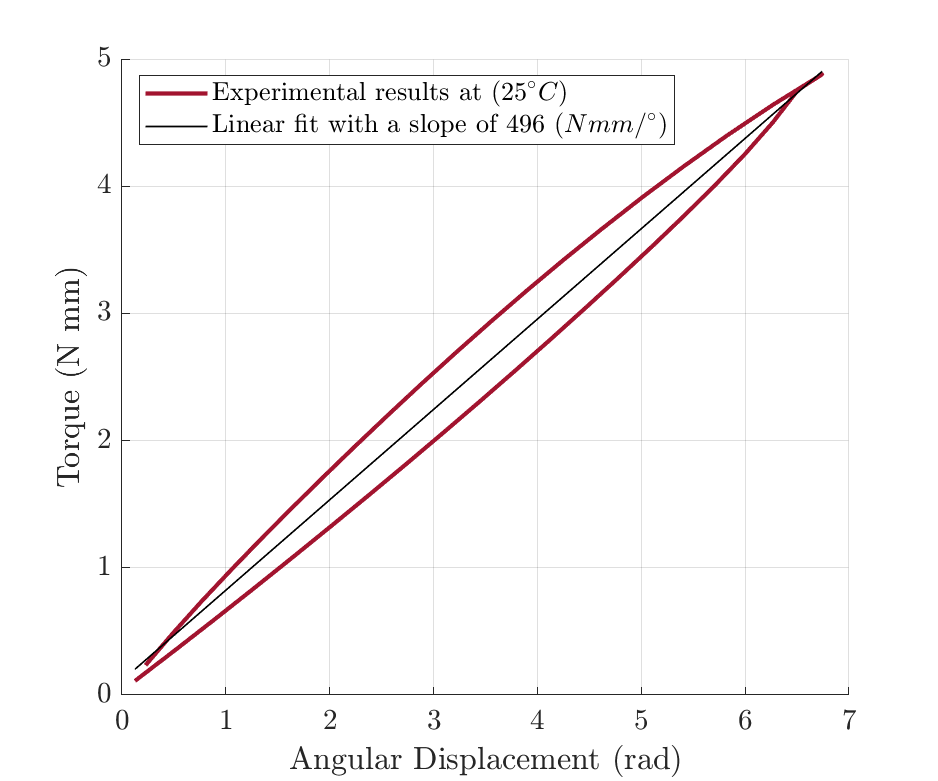 5
4
3
2
1
0
Torque (N mm)
Experimental results at (25°C)
Linear fit with a slope of 496 (Nmm/°)
0 1 2 3 4 5 6 7
Angular Displacement (rad)